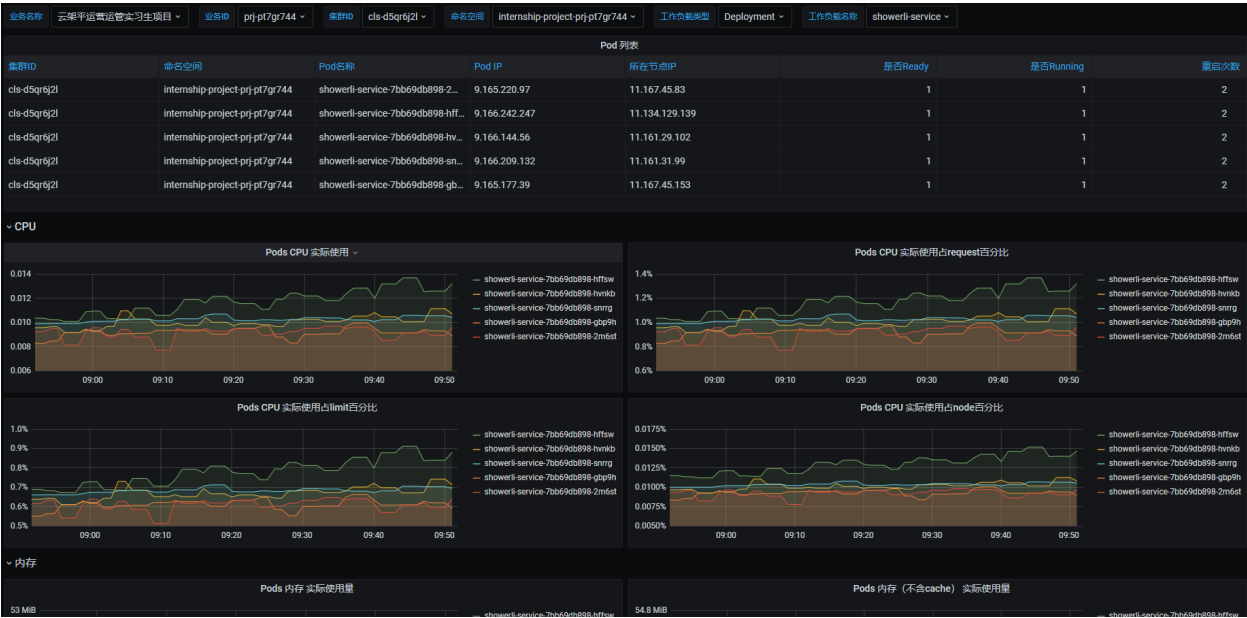 业务名称 云架平运营运管实习生项目 业务ID prj-pt7gr744 集群ID cls-d5qr6j2l 命名空间 internship-project-prj-pt7gr744 工作负载类型 Deployment 工作负载名称 showerli-service
Pod 列表
集群ID 命名空间 Pod名称 Pod IP 所在节点IP 是否Ready 是否Running 重启次数
cls-d5qr6j2l internship-project-prj-pt7gr744 showerli-service-7bb69db898-2... 9.165.220.97 11.167.45.83 1 1 2
cls-d5qr6j2l internship-project-prj-pt7gr744 showerli-service-7bb69db898-hff... 9.166.242.247 11.134.129.139 1 1 2
cls-d5qr6j2l internship-project-prj-pt7gr744 showerli-service-7bb69db898-hv... 9.166.144.56 11.161.29.102 1 1 2
cls-d5qr6j2l internship-project-prj-pt7gr744 showerli-service-7bb69db898-sn... 9.166.209.132 11.161.31.99 1 1 2
cls-d5qr6j2l internship-project-prj-pt7gr744 showerli-service-7bb69db898-gb... 9.165.177.39 11.167.45.153 1 1 2
CPU
Pods CPU 实际使用
0.014
0.012
0.010
0.008
0.006
09:00 09:10 09:20 09:30 09:40 09:50
showerli-service-7bb69db898-hffsw
showerli-service-7bb69db898-hvnkb
showerli-service-7bb69db898-snrrg
showerli-service-7bb69db898-gbp9h
showerli-service-7bb69db898-2m6st
Pods CPU 实际使用占request百分比
1.4%
1.2%
1.0%
0.8%
0.6%
09:00 09:10 09:20 09:30 09:40 09:50
showerli-service-7bb69db898-hffsw
showerli-service-7bb69db898-hvnkb
showerli-service-7bb69db898-snrrg
showerli-service-7bb69db898-gbp9h
showerli-service-7bb69db898-2m6st
Pods CPU 实际使用占limit百分比
1.0%
0.9%
0.8%
0.7%
0.6%
0.5%
09:00 09:10 09:20 09:30 09:40 09:50
showerli-service-7bb69db898-hffsw
showerli-service-7bb69db898-hvnkb
showerli-service-7bb69db898-snrrg
showerli-service-7bb69db898-gbp9h
showerli-service-7bb69db898-2m6st
Pods CPU 实际使用占node百分比
0.0175%
0.0150%
0.0125%
0.0100%
0.0075%
0.0050%
09:00 09:10 09:20 09:30 09:40 09:50
showerli-service-7bb69db898-hffsw
showerli-service-7bb69db898-hvnkb
showerli-service-7bb69db898-snrrg
showerli-service-7bb69db898-gbp9h
showerli-service-7bb69db898-2m6st
内存
Pods 内存 实际使用量
53 MiB
showerli-service-7bb69db898-hffsw
Pods 内存（不含cache） 实际使用量
54.8 MiB
showerli-service-7bb69db898-hffsw